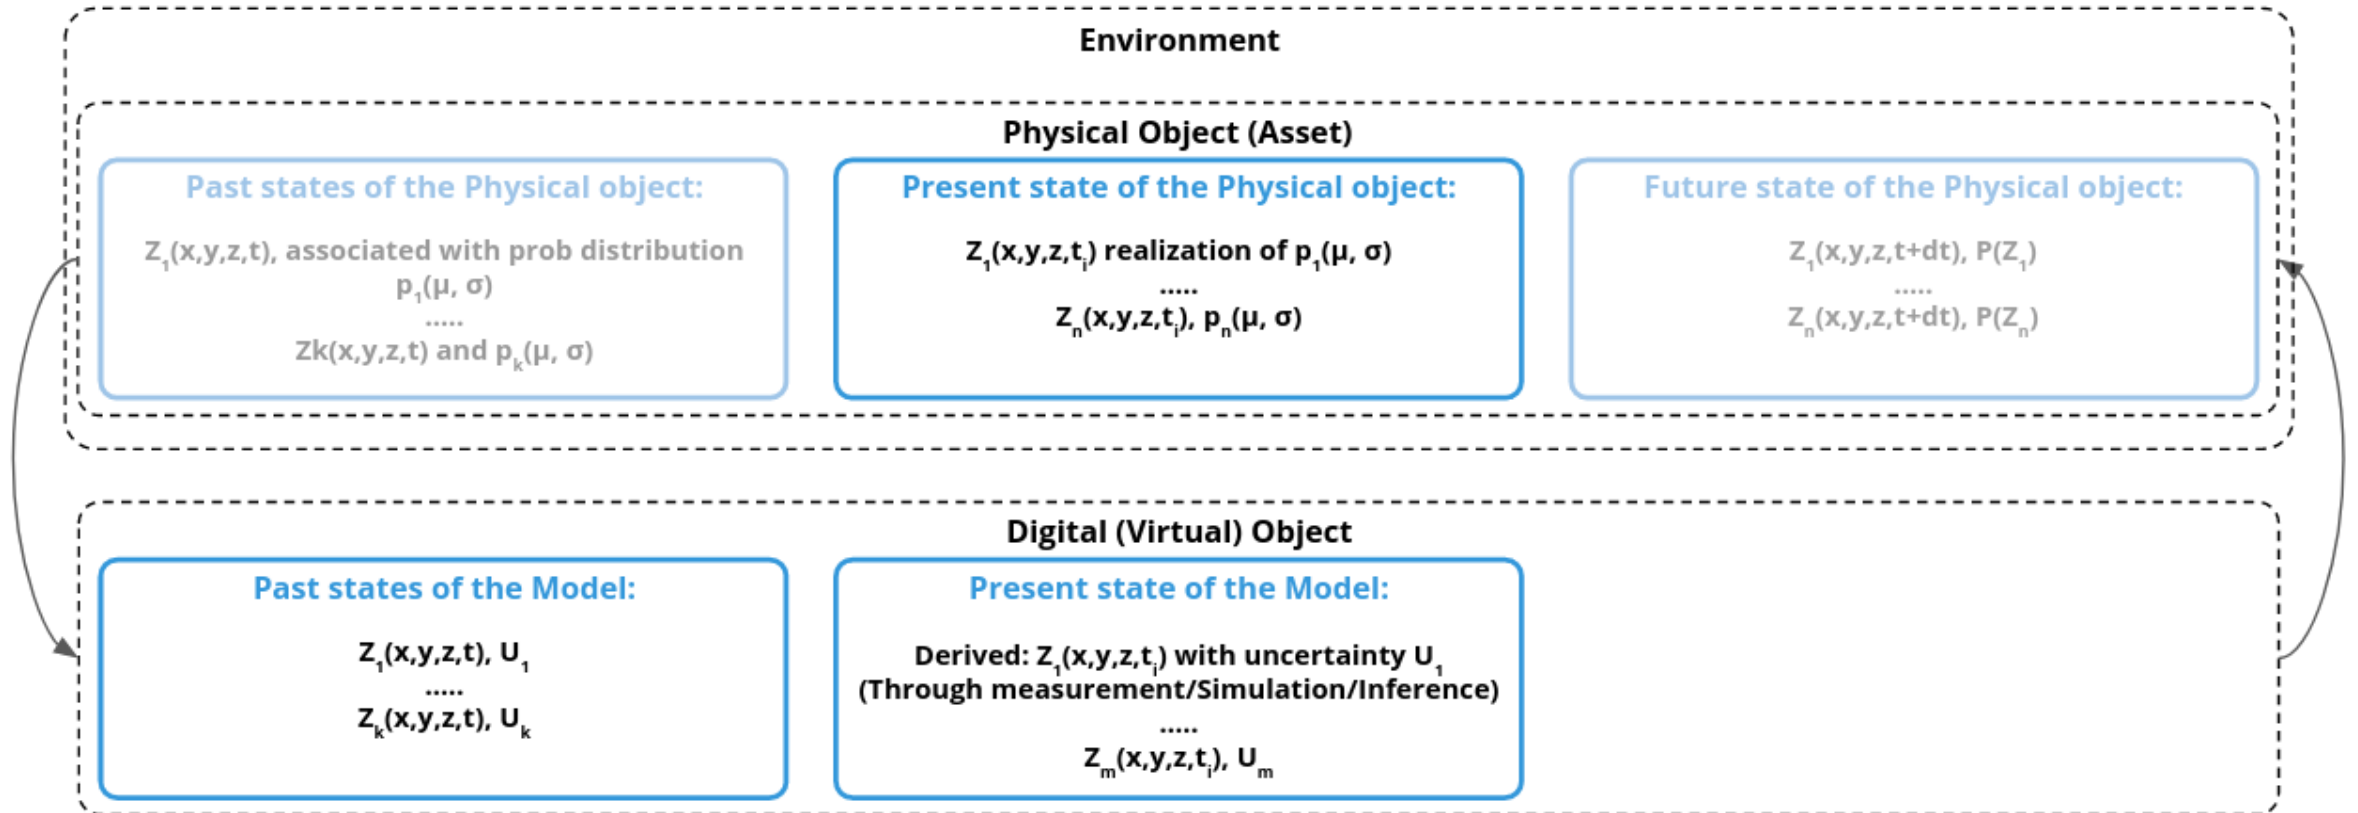 Environment
Physical Object (Asset)
Past states of the Physical object:
Z₁(x,y,z,t), associated with prob distribution
p₁(μ, σ)
.....
Zk(x,y,z,t) and pₖ(μ, σ)
Present state of the Physical object:
Z₁(x,y,z,tᵢ) realization of p₁(μ, σ)
.....
Zₙ(x,y,z,tᵢ), pₙ(μ, σ)
Future state of the Physical object:
Z₁(x,y,z,t+dt), P(Z₁)
.....
Zₙ(x,y,z,t+dt), P(Zₙ)
Digital (Virtual) Object
Past states of the Model:
Z₁(x,y,z,t), U₁
.....
Zₖ(x,y,z,t), Uₖ
Present state of the Model:
Derived: Z₁(x,y,z,tᵢ) with uncertainty U₁
(Through measurement/Simulation/Inference)
.....
Zₘ(x,y,z,tᵢ), Uₘ